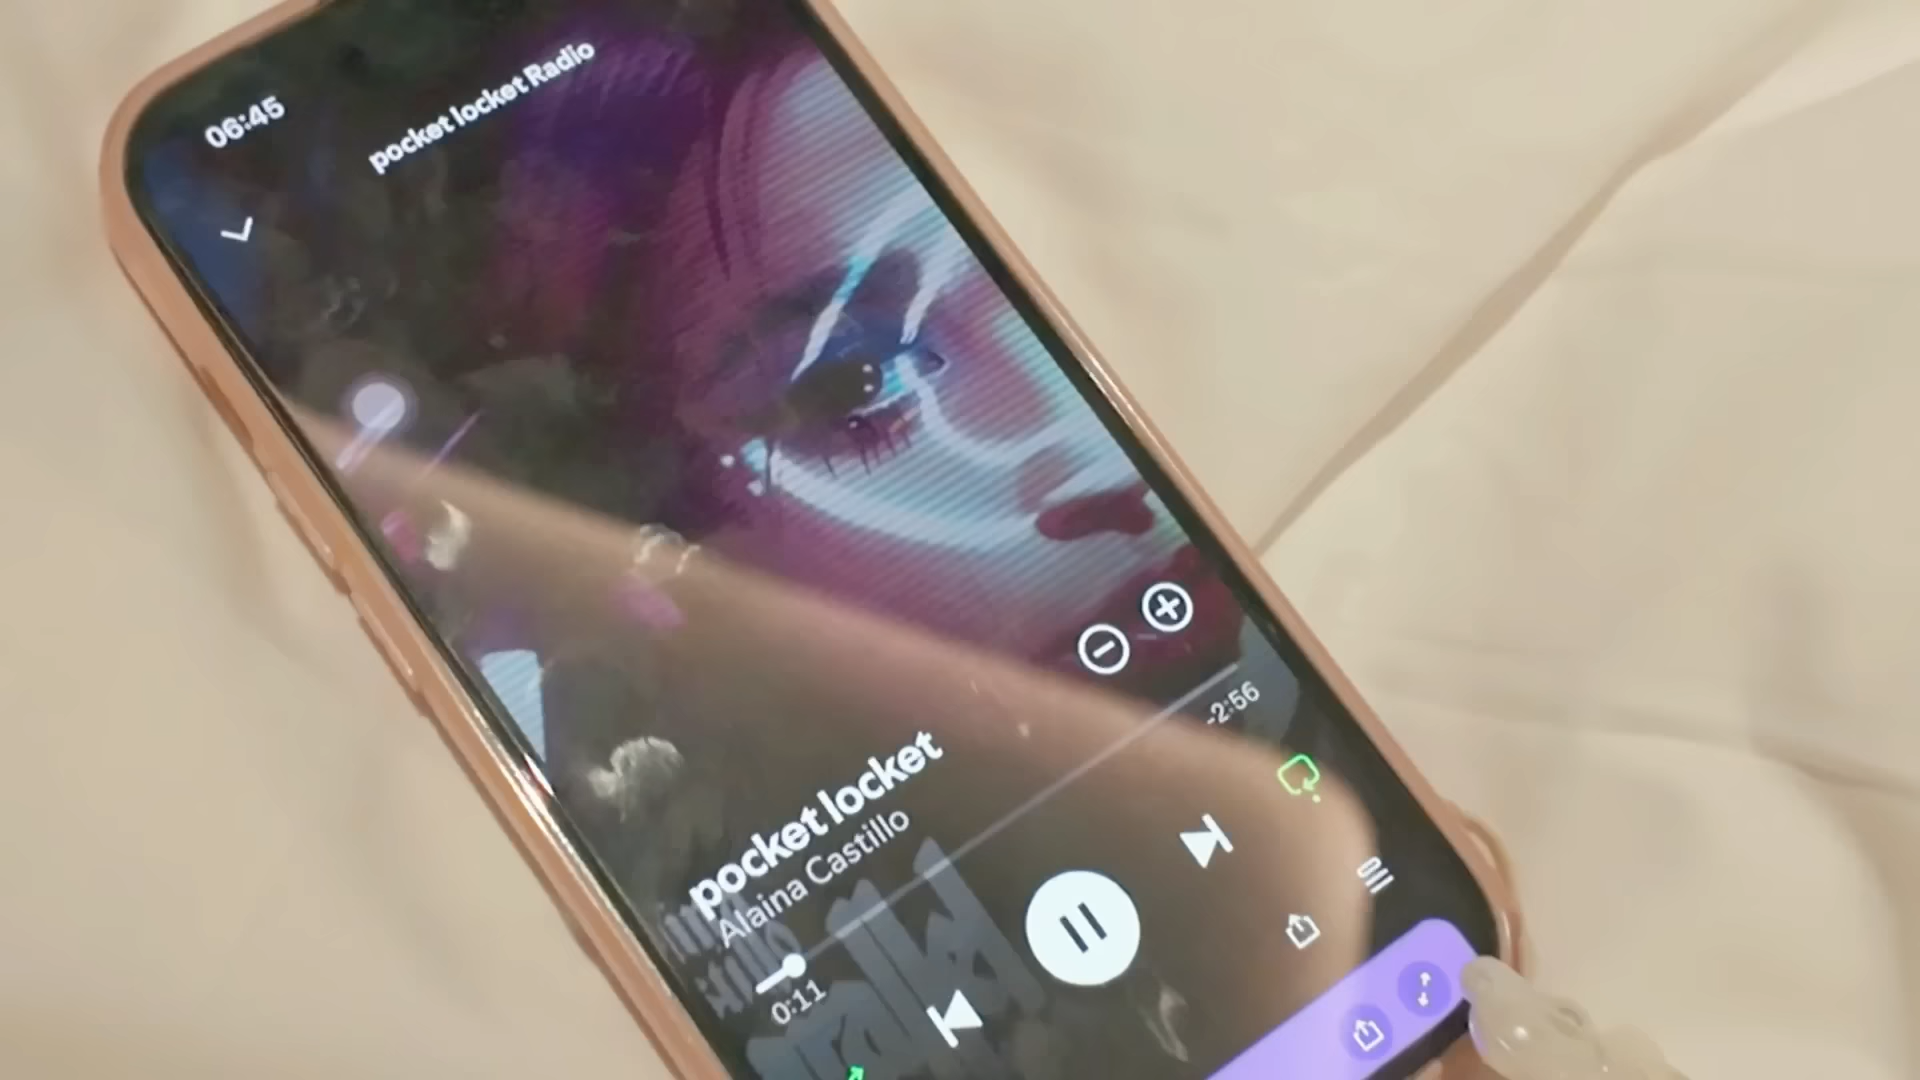 06:45
pocket locket Radio
-2:56
pocket locket
Alaina Castillo
0:11